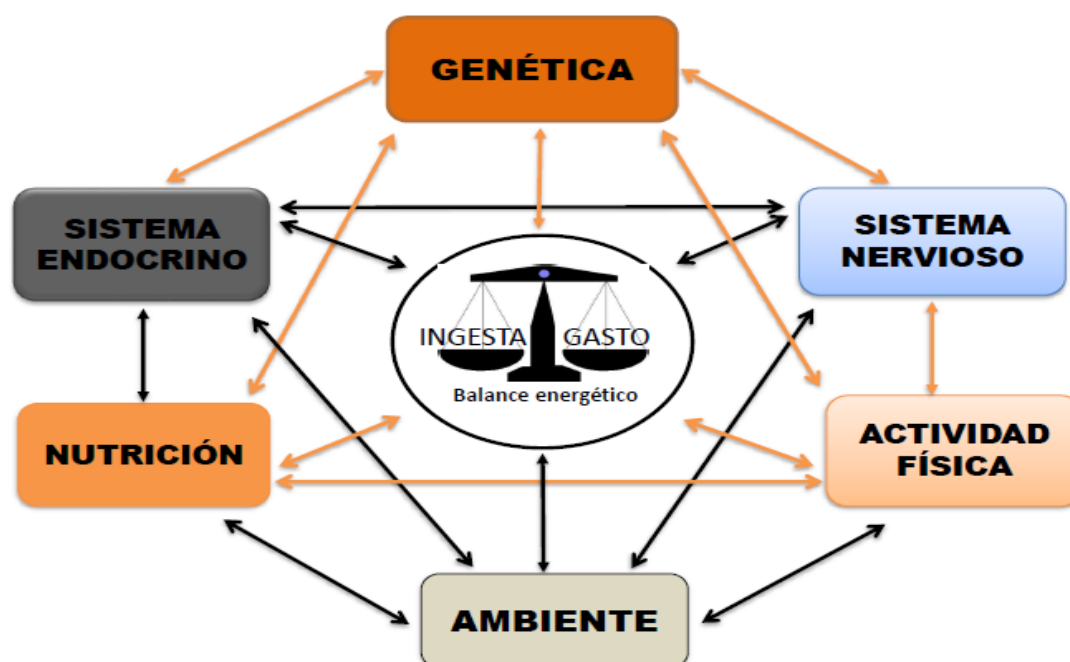 GENÉTICA
SISTEMA
ENDOCRINO
SISTEMA
NERVIOSO
INGESTA
GASTO
Balance energético
NUTRICIÓN
ACTIVIDAD
FÍSICA
AMBIENTE